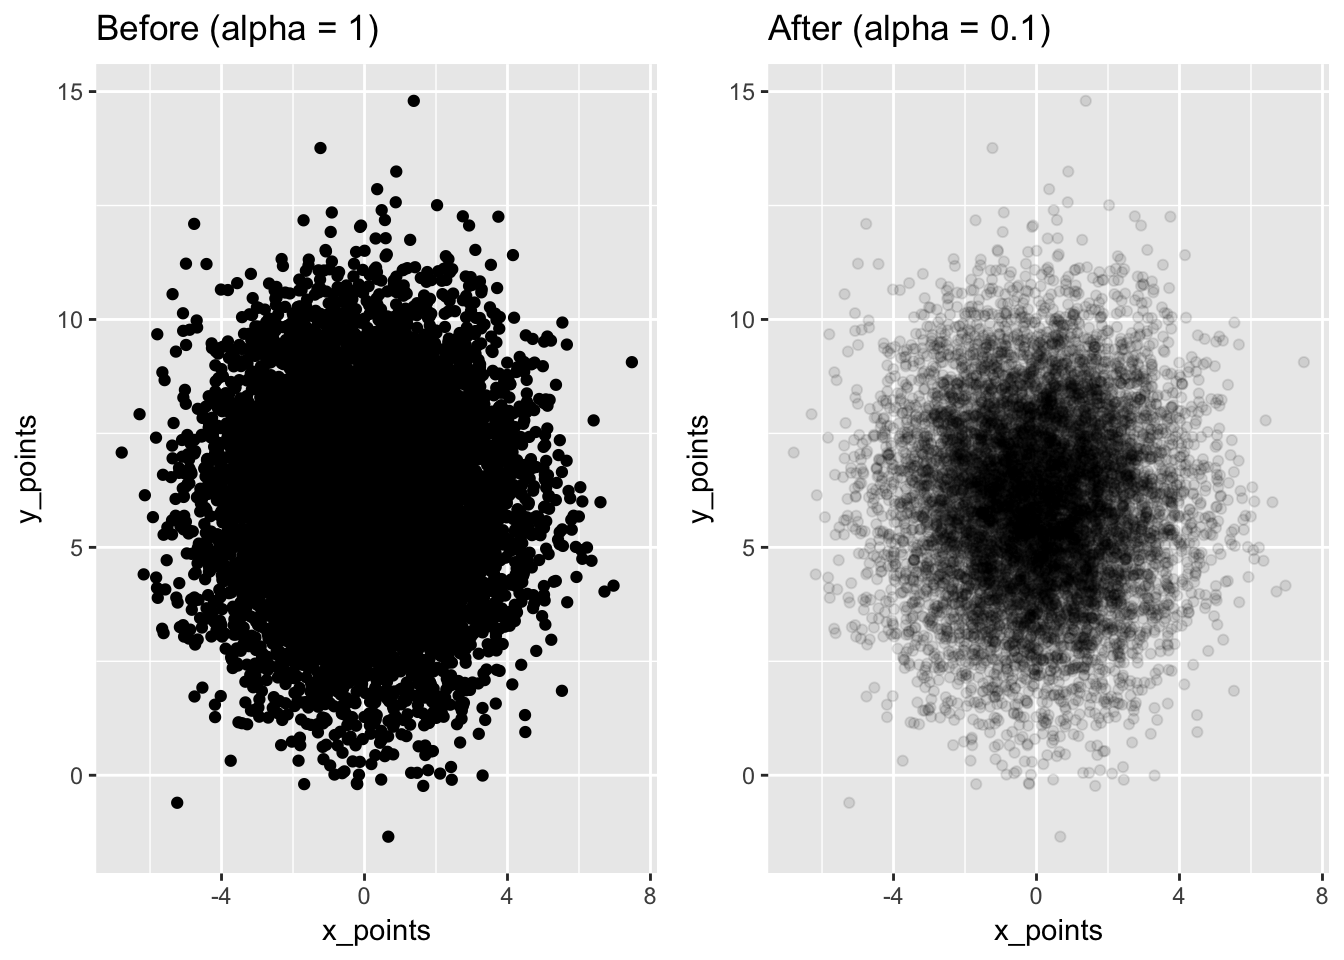 Before (alpha = 1)
15
10
5
0
y_points
-4
0
4
8
x_points
After (alpha = 0.1)
15
10
5
0
y_points
-4
0
4
8
x_points